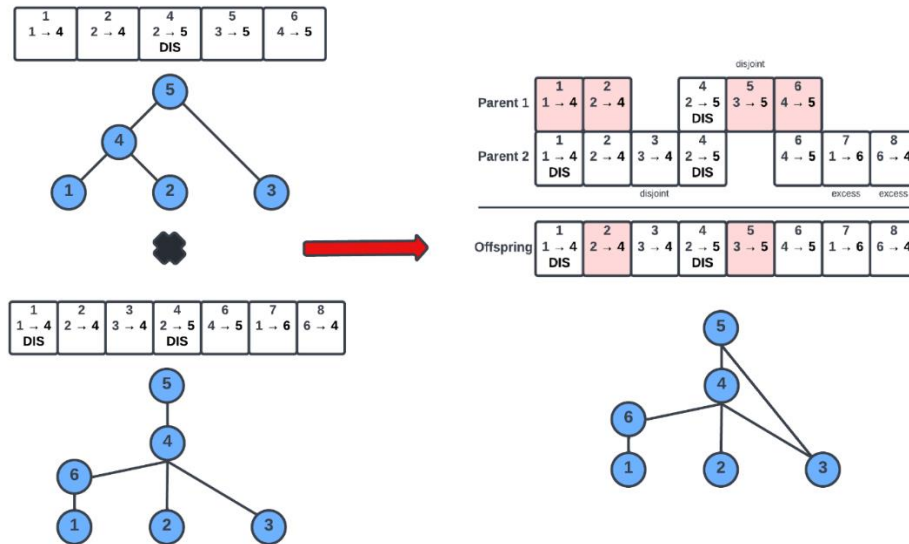 1 2 4 5 6
1 → 4 2 → 4 2 → 5 3 → 5 4 → 5
DIS
5
4
1 2 3
1 2 3 4 6 7 8
1 → 4 2 → 4 3 → 4 2 → 5 4 → 5 1 → 6 6 → 4
DIS DIS
5
4
6
1 2 3
disjoint
1 2 4 5 6
Parent 1 1 → 4 2 → 4 2 → 5 3 → 5 4 → 5
DIS
1 2 3 4 6 7 8
Parent 2 1 → 4 2 → 4 3 → 4 2 → 5 4 → 5 1 → 6 6 → 4
DIS DIS
disjoint excess excess
1 2 3 4 5 6 7 8
Offspring 1 → 4 2 → 4 3 → 4 2 → 5 3 → 5 4 → 5 1 → 6 6 → 4
DIS DIS
5
4
6
1 2 3